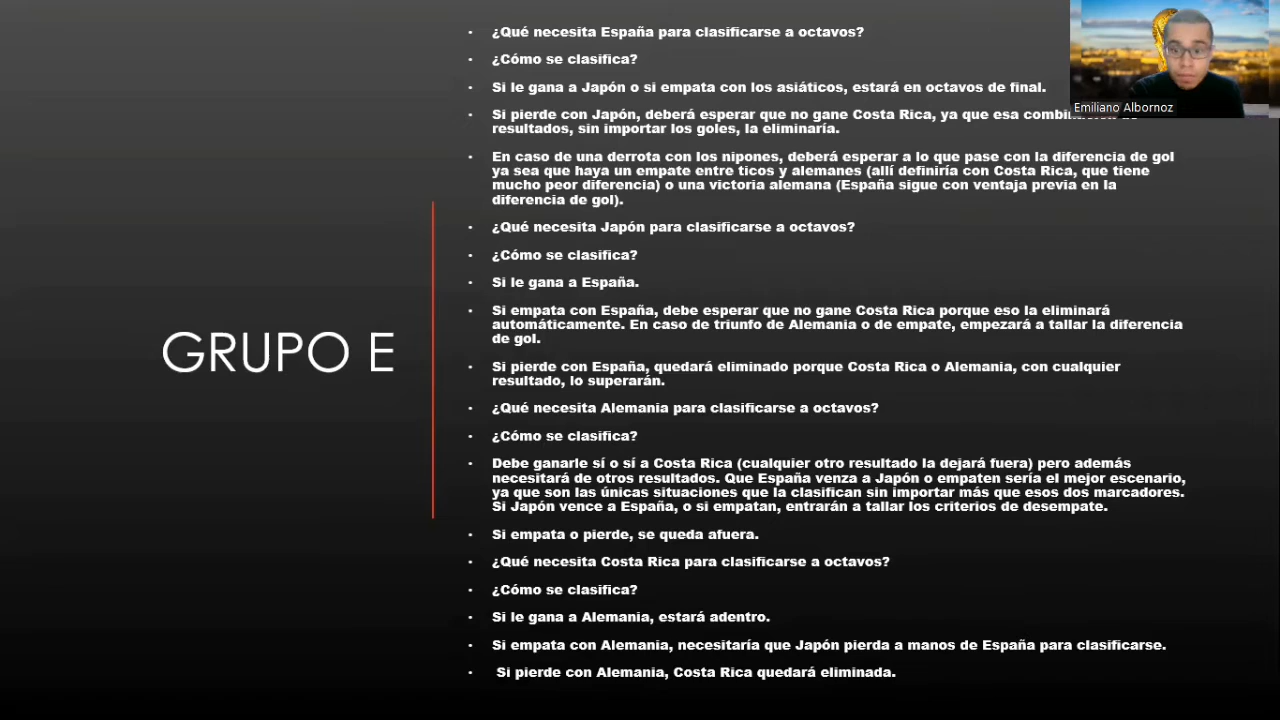 ¿Qué necesita España para clasificarse a octavos?
¿Cómo se clasifica?
Si le gana a Japón o si empata con los asiáticos, estará en octavos de final.
Si pierde con Japón, deberá esperar que no gane Costa Rica, ya que esa
resultados, sin importar los goles, la eliminaría.
En caso de una derrota con los nipones, deberá esperar a lo que pase con la diferencia de gol
ya sea que haya un empate entre ticos y alemanes (allí definiría con Costa Rica, que tiene
mucho peor diferencia) o una victoria alemana (España sigue con ventaja previa en la
diferencia de gol).
¿Qué necesita Japón para clasificarse a octavos?
¿Cómo se clasifica?
Si le gana a España.
Si empata con España, debe esperar que no gane Costa Rica porque eso la eliminará
automáticamente. En caso de triunfo de Alemania o de empate, empezará a tallar la diferencia
de gol.
Si pierde con España, quedará eliminado porque Costa Rica o Alemania, con cualquier
resultado, lo superarán.
¿Qué necesita Alemania para clasificarse a octavos?
¿Cómo se clasifica?
Debe ganarle sí o sí a Costa Rica (cualquier otro resultado la dejará fuera) pero además
necesitará de otros resultados. Que España venza a Japón o empaten sería el mejor escenario,
ya que son las únicas situaciones que la clasifican sin importar más que esos dos marcadores.
Si Japón vence a España, o si empatan, entrarán a tallar los criterios de desempate.
Si empata o pierde, se queda afuera.
¿Qué necesita Costa Rica para clasificarse a octavos?
¿Cómo se clasifica?
Si le gana a Alemania, estará adentro.
Si empata con Alemania, necesitaría que Japón pierda a manos de España para clasificarse.
Si pierde con Alemania, Costa Rica quedará eliminada.
GRUPO E
Emiliano Albornoz